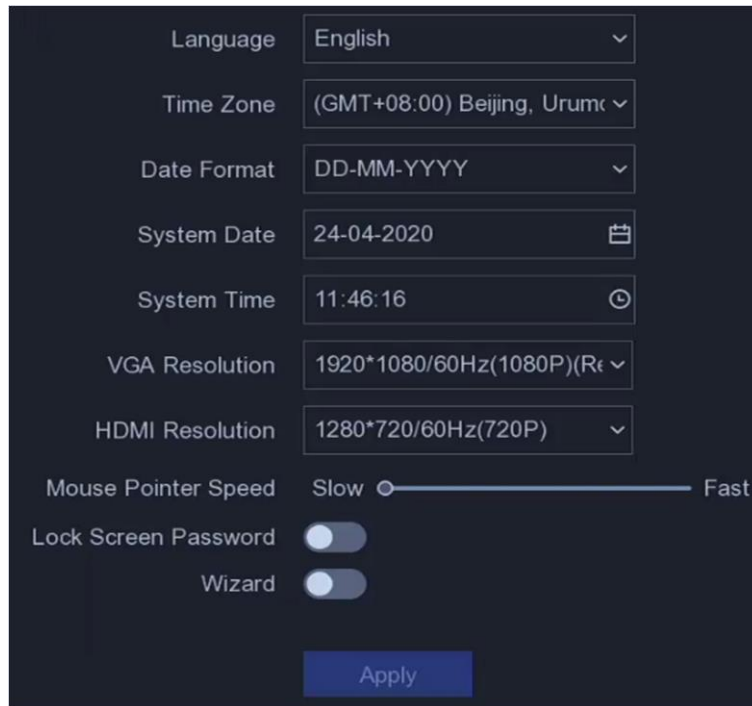 Language English
Time Zone (GMT+08:00) Beijing,
Date Format DD-MM-YYYY
System Date 24-04-2020
System Time 11:46:16
VGA Resolution 1920*1080/60Hz(1080P)
HDMI Resolution 1280*720/60Hz(720P)
Mouse Pointer Speed Slow Fast
Lock Screen Password
Wizard
Apply